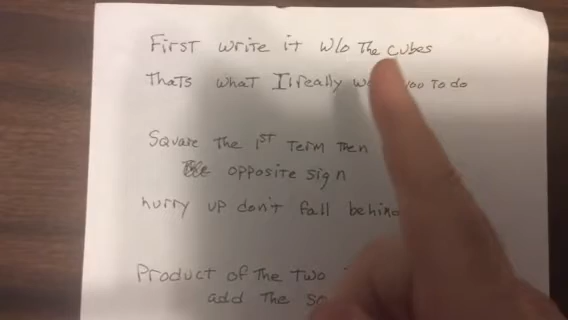 First write it w/o The cubes
Thats what I really you to do
Square the 1st Term Then
opposite sign
hurry up don't fall behind
Product of The Two
add The